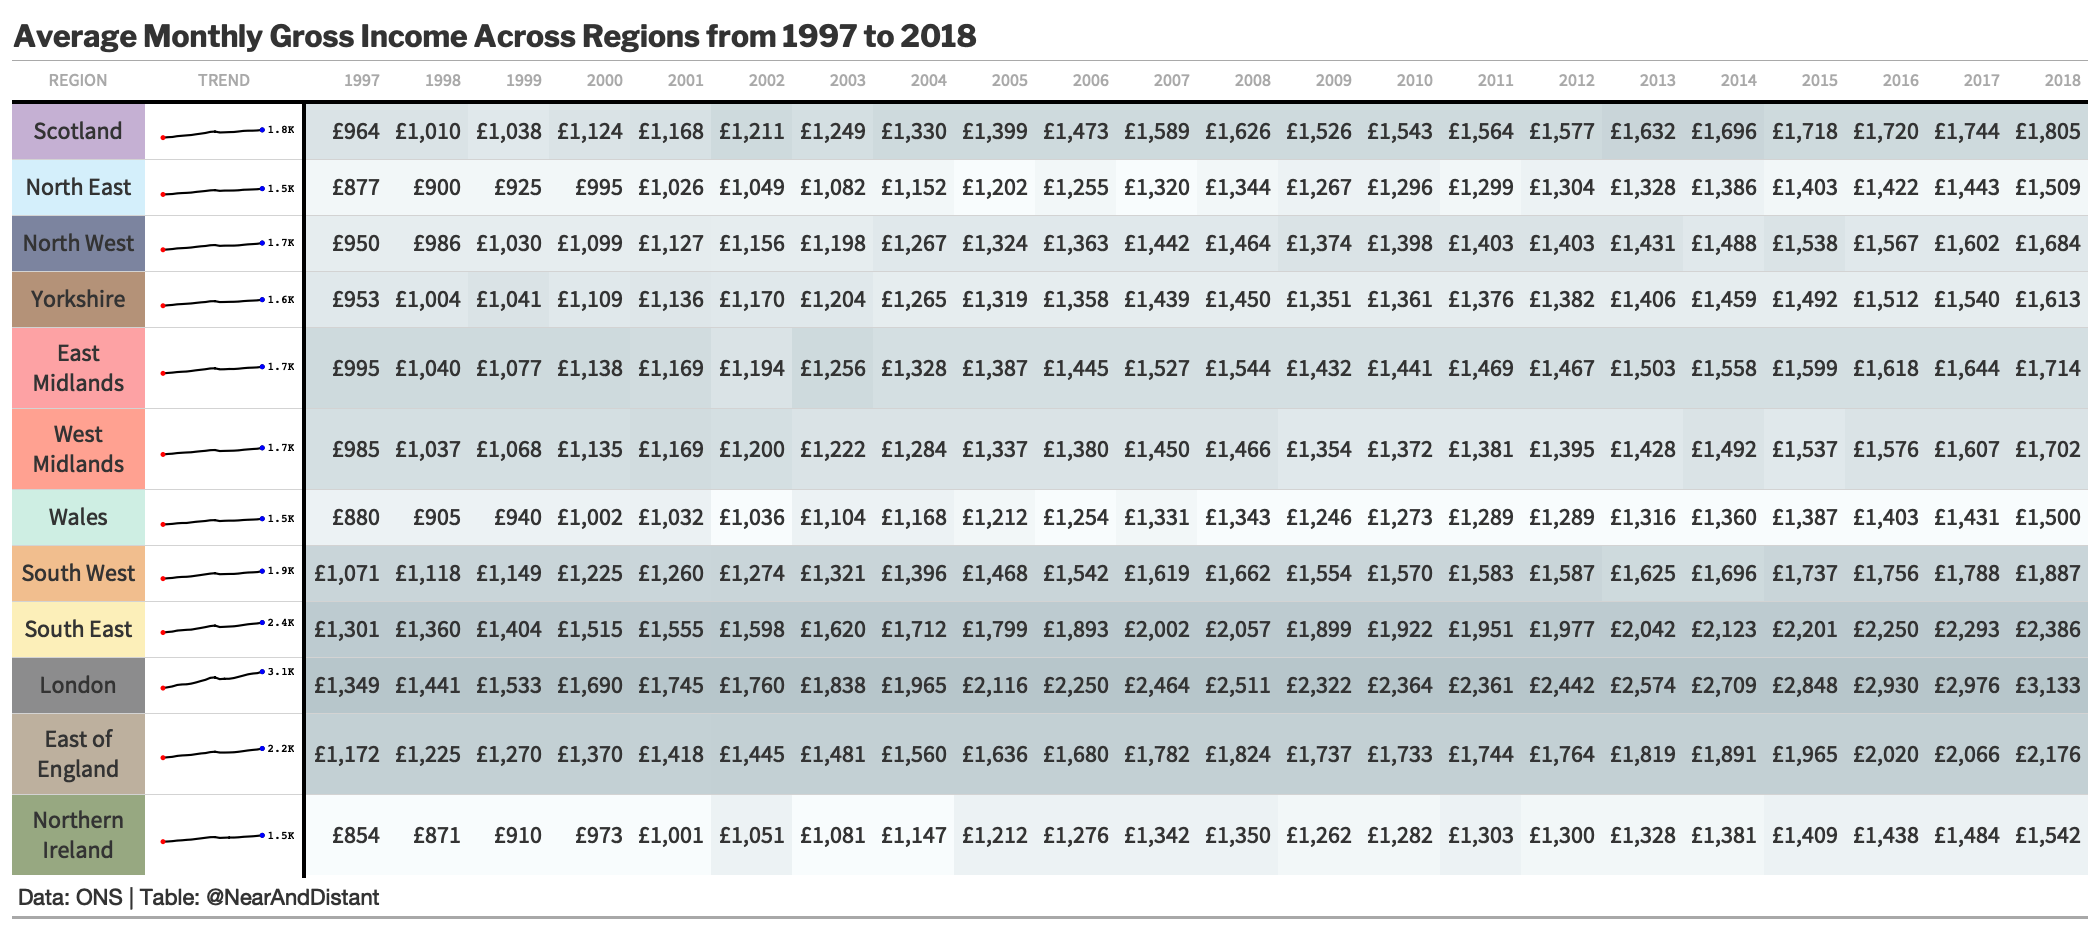 Average Monthly Gross Income Across Regions from 1997 to 2018
REGION TREND 1997 1998 1999 2000 2001 2002 2003 2004 2005 2006 2007 2008 2009 2010 2011 2012 2013 2014 2015 2016 2017 2018
Scotland 1.8K £964 £1,010 £1,038 £1,124 £1,168 £1,211 £1,249 £1,330 £1,399 £1,473 £1,589 £1,626 £1,526 £1,543 £1,564 £1,577 £1,632 £1,696 £1,718 £1,720 £1,744 £1,805
North East 1.5K £877 £900 £925 £995 £1,026 £1,049 £1,082 £1,152 £1,202 £1,255 £1,320 £1,344 £1,267 £1,296 £1,299 £1,304 £1,328 £1,386 £1,403 £1,422 £1,443 £1,509
North West 1.7K £950 £986 £1,030 £1,099 £1,127 £1,156 £1,198 £1,267 £1,324 £1,363 £1,442 £1,464 £1,374 £1,398 £1,403 £1,403 £1,431 £1,488 £1,538 £1,567 £1,602 £1,684
Yorkshire 1.6K £953 £1,004 £1,041 £1,109 £1,136 £1,170 £1,204 £1,265 £1,319 £1,358 £1,439 £1,450 £1,351 £1,361 £1,376 £1,382 £1,406 £1,459 £1,492 £1,512 £1,540 £1,613
East
Midlands 1.7K £995 £1,040 £1,077 £1,138 £1,169 £1,194 £1,256 £1,328 £1,387 £1,445 £1,527 £1,544 £1,432 £1,441 £1,469 £1,467 £1,503 £1,558 £1,599 £1,618 £1,644 £1,714
West
Midlands 1.7K £985 £1,037 £1,068 £1,135 £1,169 £1,200 £1,222 £1,284 £1,337 £1,380 £1,450 £1,466 £1,354 £1,372 £1,381 £1,395 £1,428 £1,492 £1,537 £1,576 £1,607 £1,702
Wales 1.5K £880 £905 £940 £1,002 £1,032 £1,036 £1,104 £1,168 £1,212 £1,254 £1,331 £1,343 £1,246 £1,273 £1,289 £1,289 £1,316 £1,360 £1,387 £1,403 £1,431 £1,500
South West 1.9K £1,071 £1,118 £1,149 £1,225 £1,260 £1,274 £1,321 £1,396 £1,468 £1,542 £1,619 £1,662 £1,554 £1,570 £1,583 £1,587 £1,625 £1,696 £1,737 £1,756 £1,788 £1,887
South East 2.4K £1,301 £1,360 £1,404 £1,515 £1,555 £1,598 £1,620 £1,712 £1,799 £1,893 £2,002 £2,057 £1,899 £1,922 £1,951 £1,977 £2,042 £2,123 £2,201 £2,250 £2,293 £2,386
London 3.1K £1,349 £1,441 £1,533 £1,690 £1,745 £1,760 £1,838 £1,965 £2,116 £2,250 £2,464 £2,511 £2,322 £2,364 £2,361 £2,442 £2,574 £2,709 £2,848 £2,930 £2,976 £3,133
East of
England 2.2K £1,172 £1,225 £1,270 £1,370 £1,418 £1,445 £1,481 £1,560 £1,636 £1,680 £1,782 £1,824 £1,737 £1,733 £1,744 £1,764 £1,819 £1,891 £1,965 £2,020 £2,066 £2,176
Northern
Ireland 1.5K £854 £871 £910 £973 £1,001 £1,051 £1,081 £1,147 £1,212 £1,276 £1,342 £1,350 £1,262 £1,282 £1,303 £1,300 £1,328 £1,381 £1,409 £1,438 £1,484 £1,542
Data: ONS | Table: @NearAndDistant